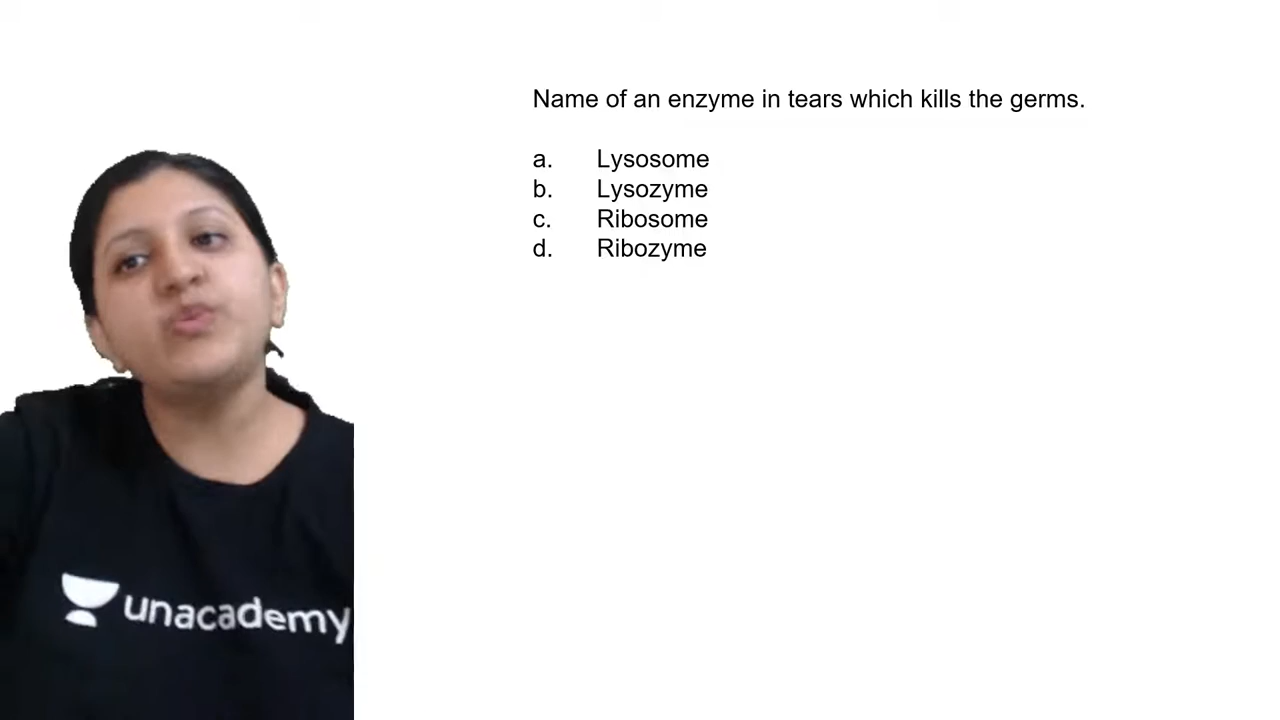 Name of an enzyme in tears which kills the germs.
a. Lysosome
b. Lysozyme
c. Ribosome
d. Ribozyme
unacademy